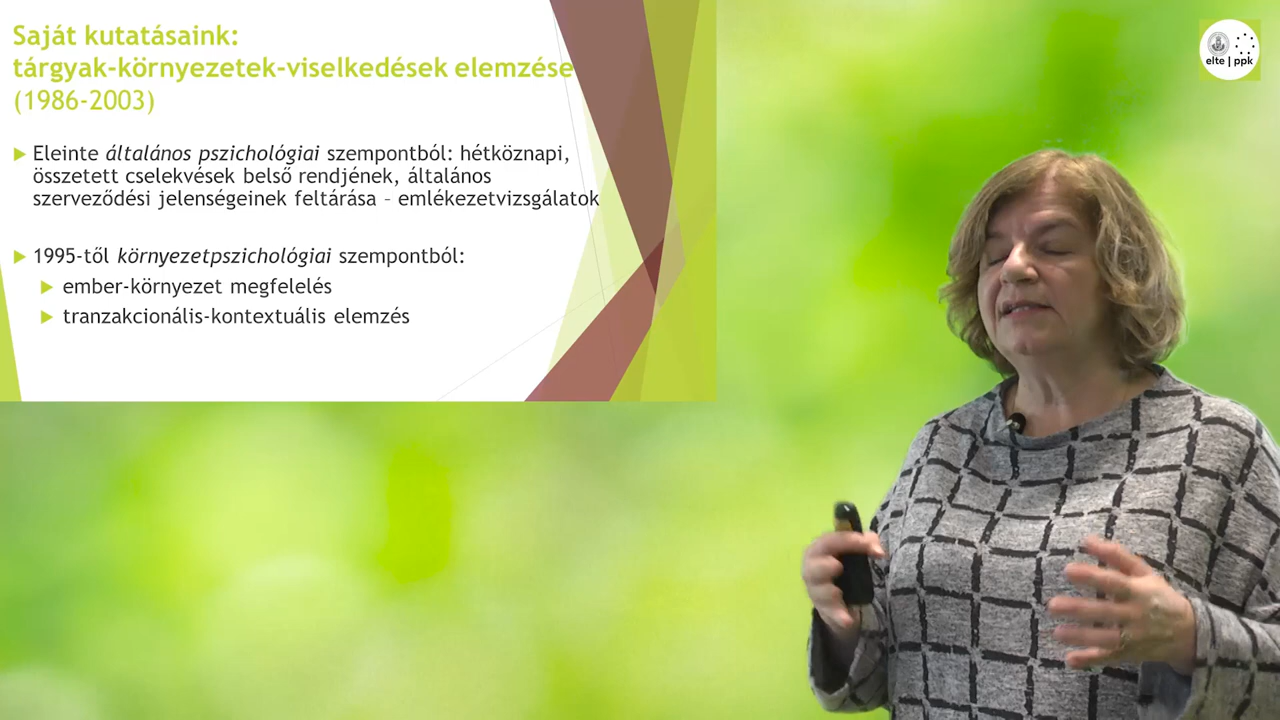 Saját kutatásaink:
tárgyak-környezetek-viselkedések elemzése
(1986-2003)
Eleinte általános pszichológiai szempontból: hétköznapi,
összetett cselekvések belső rendjének, általános
szerveződési jelenségeinek feltárása – emlékezetvizsgálatok
1995-től környezetpszichológiai szempontból:
ember-környezet megfelelés
tranzakcionális-kontextuális elemzés
elte | ppk